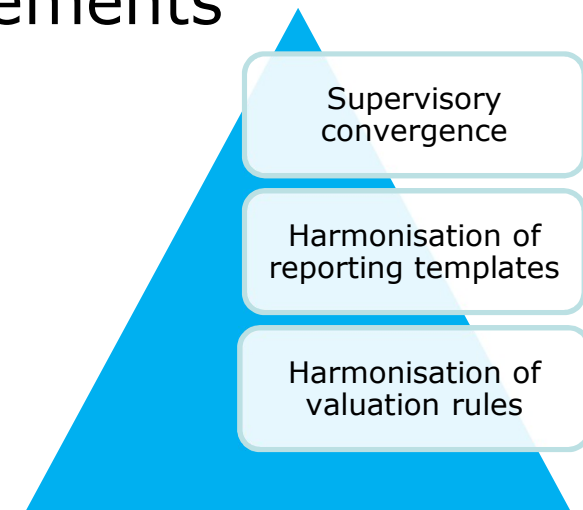 ements
Supervisory
convergence
Harmonisation of
reporting templates
Harmonisation of
valuation rules